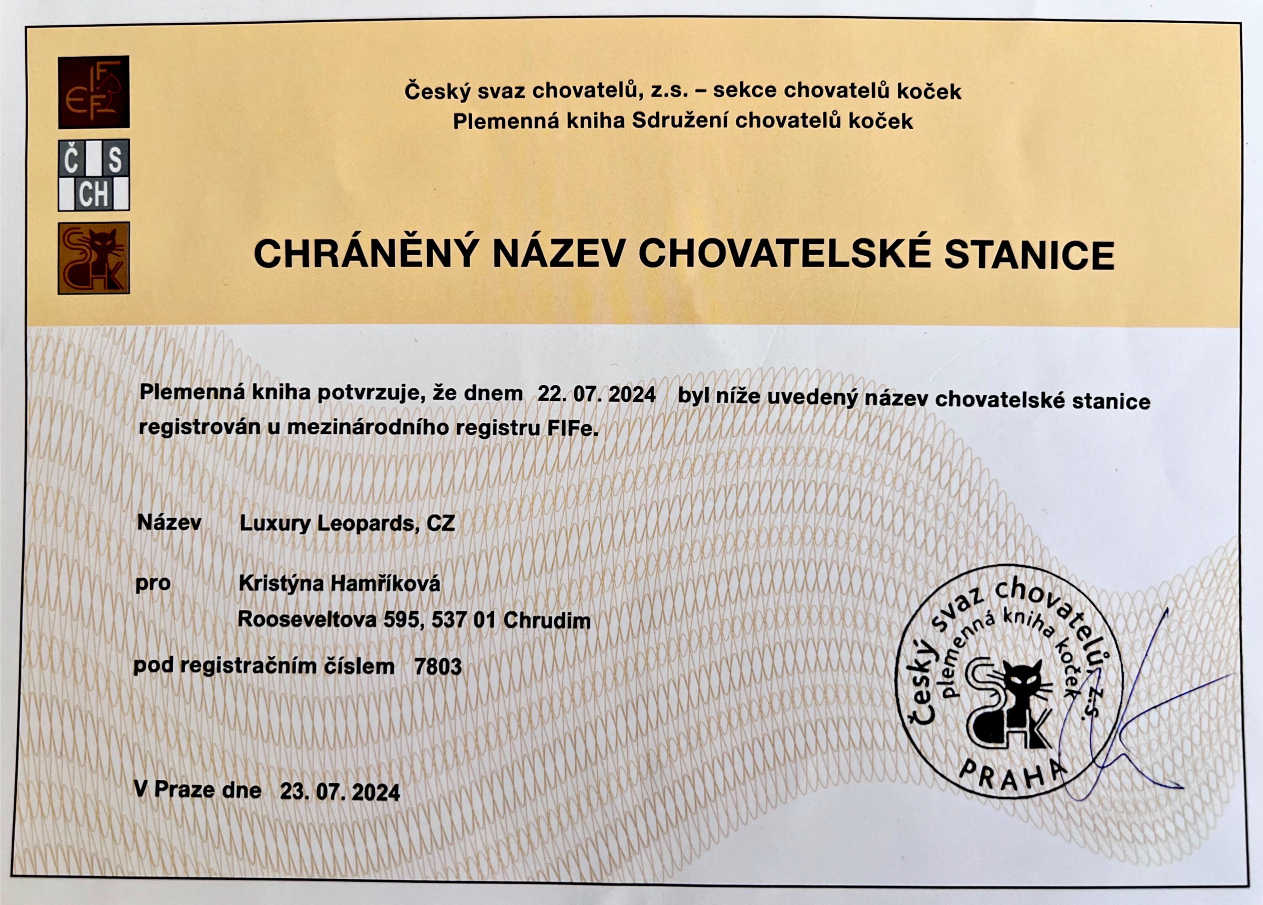 FIFe
Český svaz chovatelů, z.s. – sekce chovatelů koček
Plemenná kniha Sdružení chovatelů koček
Č S
CH
SCHK
CHRÁNĚNÝ NÁZEV CHOVATELSKÉ STANICE
Plemenná kniha potvrzuje, že dnem 22. 07. 2024 byl níže uvedený název chovatelské stanice
registrován u mezinárodního registru FIFe.
Název Luxury Leopards, CZ
pro Kristýna Hamříková
Rooseveltova 595, 537 01 Chrudim
pod registračním číslem 7803
V Praze dne 23. 07. 2024
Český svaz chovatelů, z.s.
plemenná kniha koček
SCHK
PRAHA